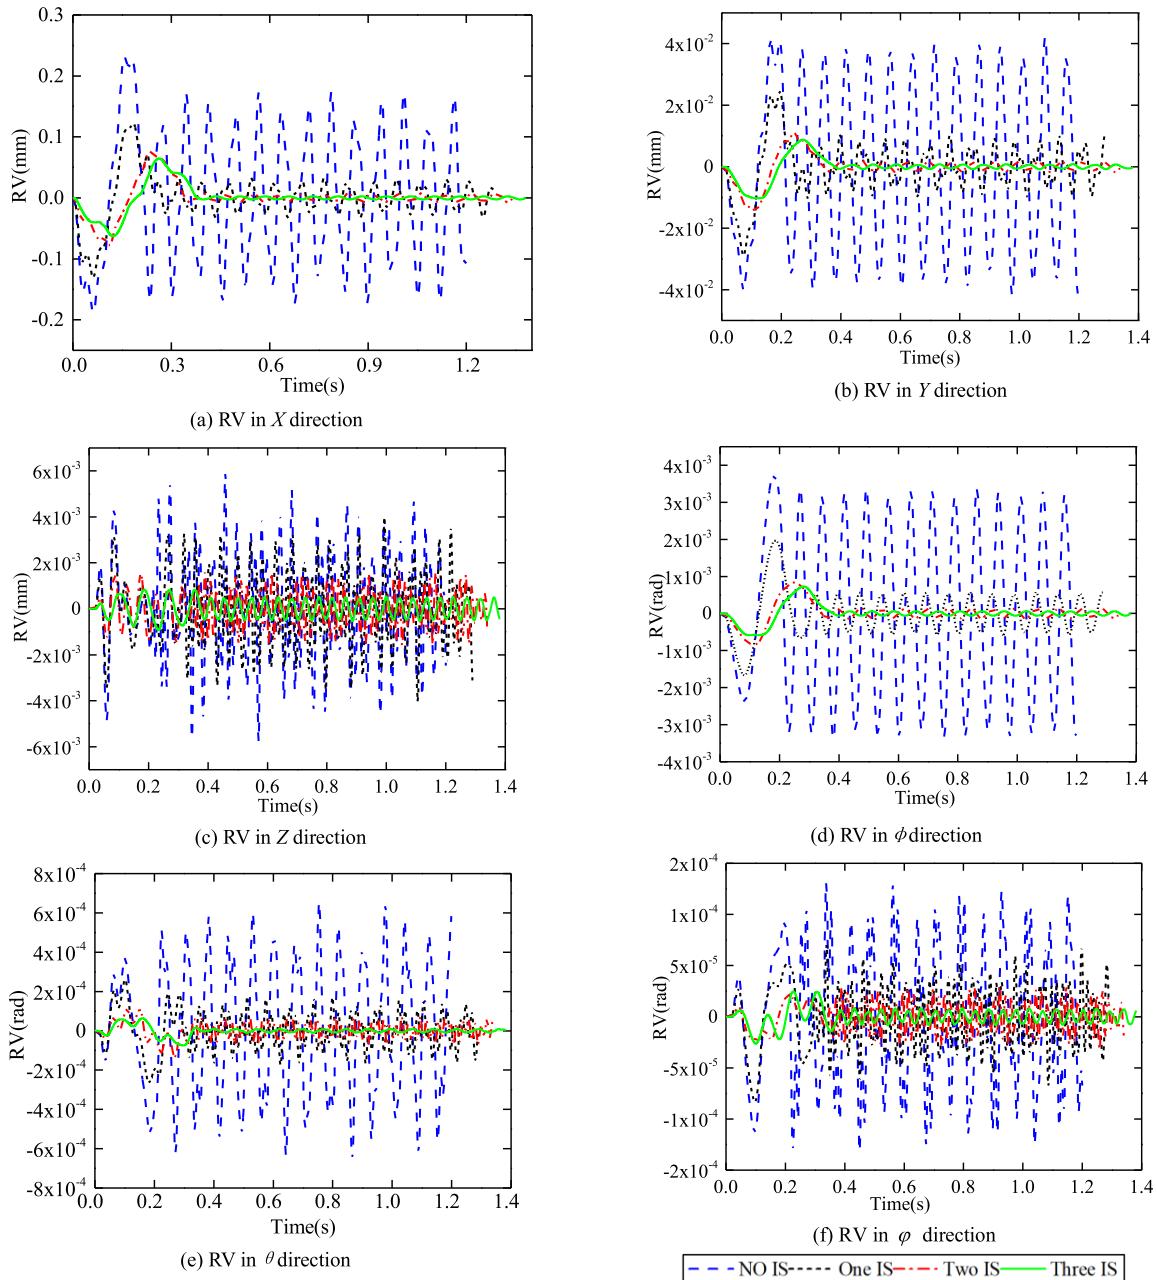 0.3
0.2
0.1
0.0
-0.1
-0.2
RV(mm)
0.0 0.3 0.6 0.9 1.2
Time(s)
(a) RV in X direction
4x10-2
2x10-2
0
-2x10-2
-4x10-2
RV(mm)
0.0 0.2 0.4 0.6 0.8 1.0 1.2 1.4
Time(s)
(b) RV in Y direction
6x10-3
4x10-3
2x10-3
0
-2x10-3
-4x10-3
-6x10-3
RV(mm)
0.0 0.2 0.4 0.6 0.8 1.0 1.2 1.4
Time(s)
(c) RV in Z direction
4x10-3
3x10-3
2x10-3
1x10-3
0
-1x10-3
-2x10-3
-3x10-3
-4x10-3
RV(rad)
0.0 0.2 0.4 0.6 0.8 1.0 1.2 1.4
Time(s)
(d) RV in ϕ direction
8x10-4
6x10-4
4x10-4
2x10-4
0
-2x10-4
-4x10-4
-6x10-4
-8x10-4
RV(rad)
0.0 0.2 0.4 0.6 0.8 1.0 1.2 1.4
Time(s)
(e) RV in θ direction
2x10-4
1x10-4
5x10-5
0
-5x10-5
-1x10-4
-2x10-4
RV(rad)
0.0 0.2 0.4 0.6 0.8 1.0 1.2 1.4
Time(s)
(f) RV in φ direction
NO IS One IS Two IS Three IS